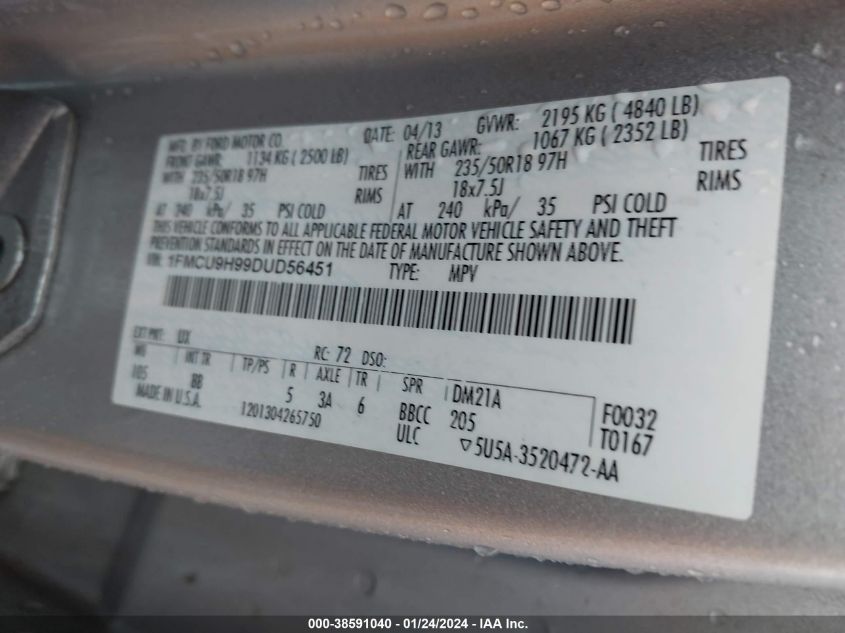 MFG. BY FORD MOTOR CO. DATE: 04/13 GVWR: 2195 KG ( 4840 LB)
FRONT GAWR: 1134 KG ( 2500 LB) REAR GAWR: 1067 KG ( 2352 LB)
WITH 235/50R18 97H TIRES WITH 235/50R18 97H TIRES
18x7.5J RIMS 18x7.5J RIMS
AT 240 kPa/ 35 PSI COLD AT 240 kPa/ 35 PSI COLD
THIS VEHICLE CONFORMS TO ALL APPLICABLE FEDERAL MOTOR VEHICLE SAFETY AND THEFT
PREVENTION STANDARDS IN EFFECT ON THE DATE OF MANUFACTURE SHOWN ABOVE.
VIN: 1FMCU9H99DUD56451 TYPE: MPV
EXT PNT: UX RC: 72 DSO:
WB INT TR TP/PS R AXLE TR SPR DM21A F0032
105 BB 5 3A 6 BBCC 205 T0167
MADE IN U.S.A. 1201304265750 ULC ▽5U5A-3520472-AA
000-38591040 - 01/24/2024 - IAA Inc.